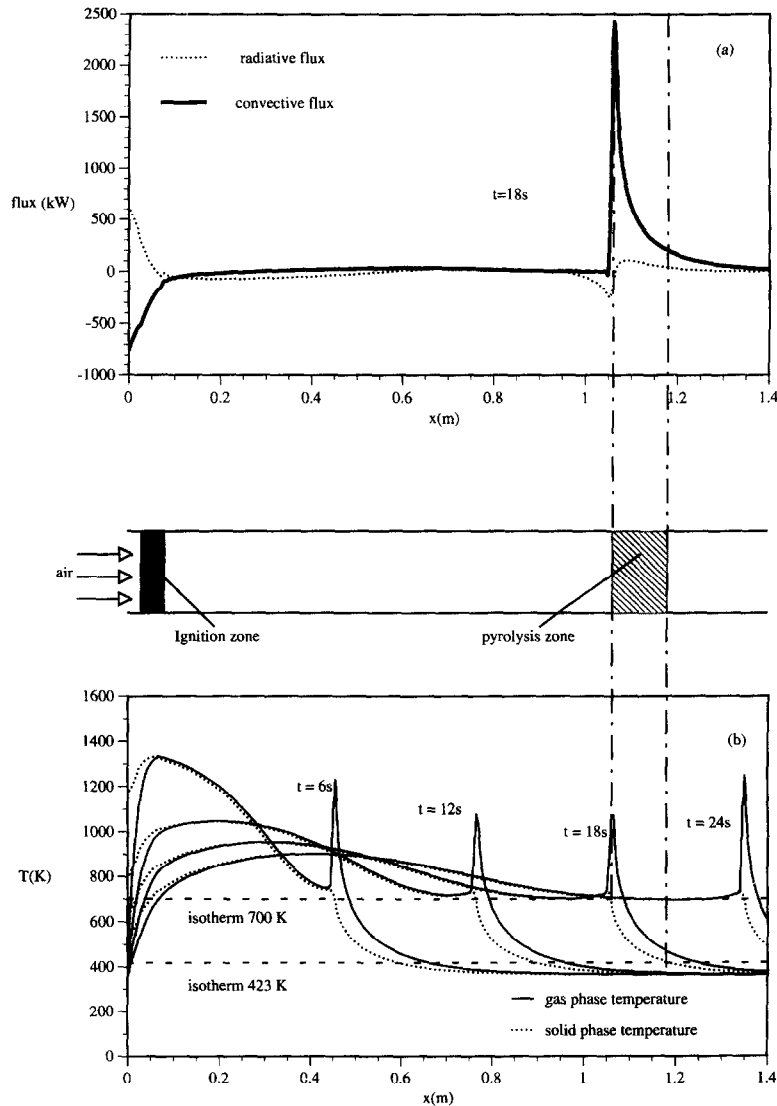 (a)
radiative flux
convective flux
t=18s
flux (kW)
2500
2000
1500
1000
500
0
-500
-1000
0 0.2 0.4 0.6 0.8 1 1.2 1.4
x(m)
air
Ignition zone
pyrolysis zone
(b)
t = 6s
t = 12s
t = 18s
t = 24s
T(K)
1600
1400
1200
1000
800
600
400
200
0
isotherm 700 K
isotherm 423 K
gas phase temperature
solid phase temperature
0 0.2 0.4 0.6 0.8 1 1.2 1.4
x(m)